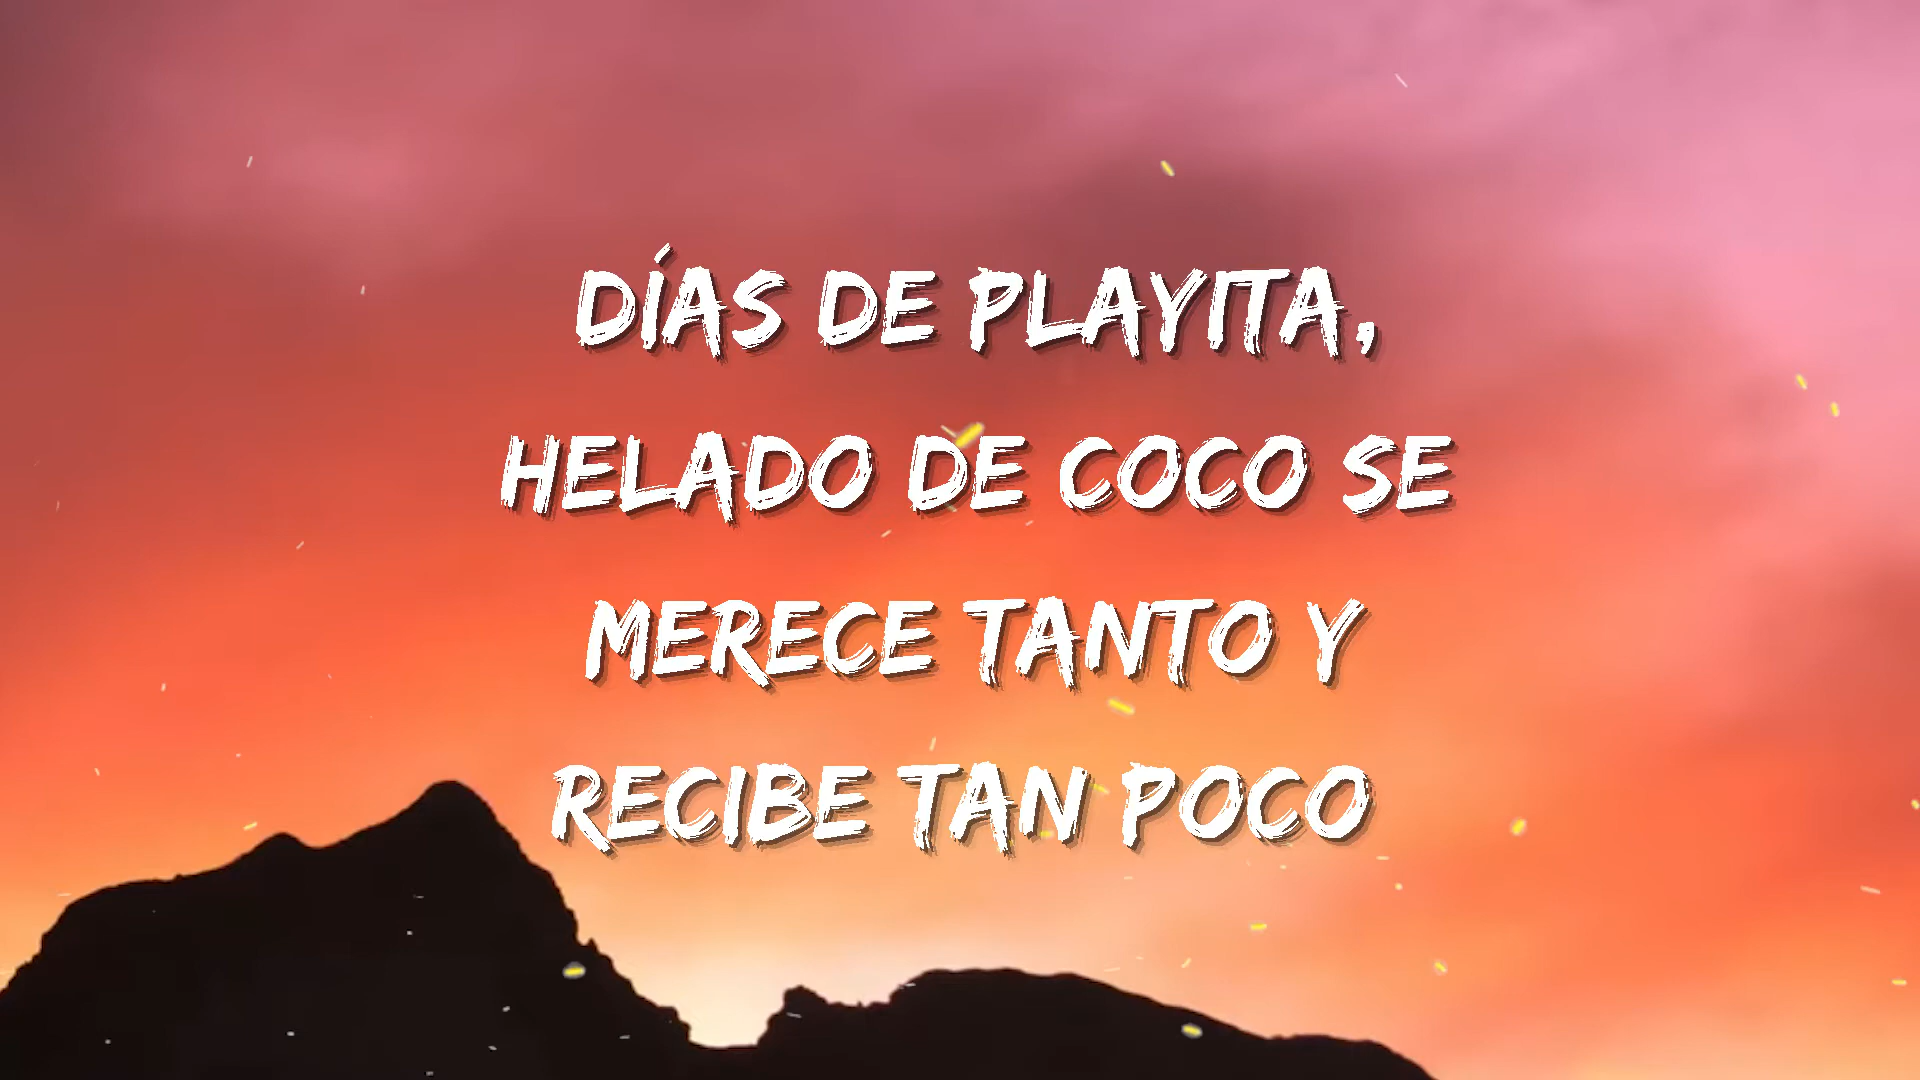 DÍAS DE PLAYITA,
HELADO DE COCO SE
MERECE TANTO Y
RECIBE TAN POCO